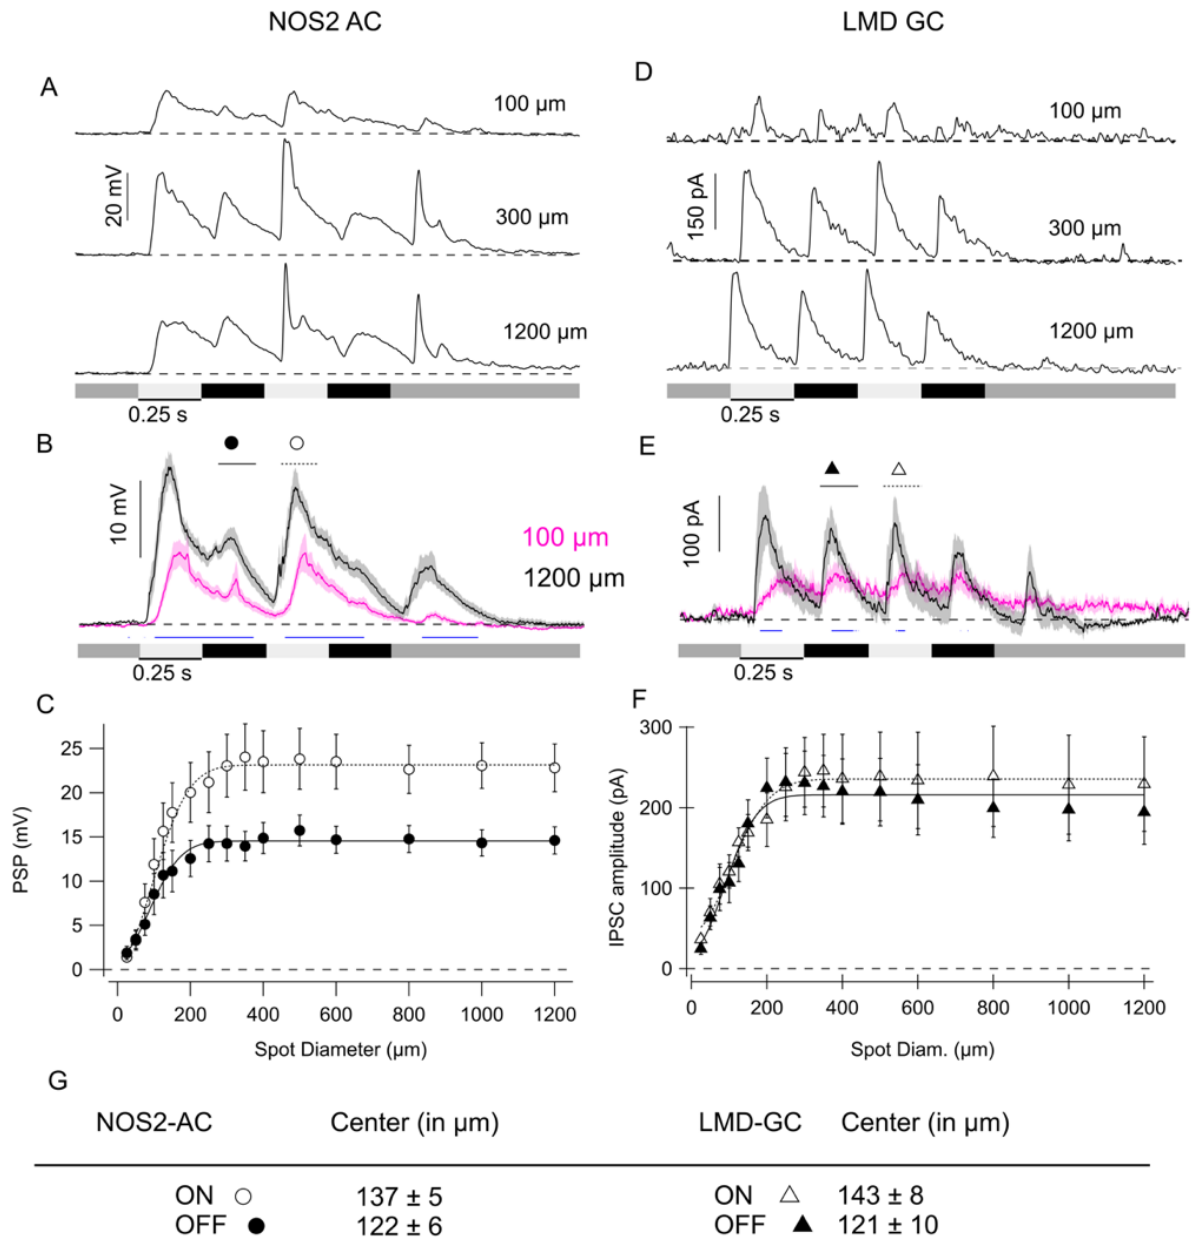 NOS2 AC
LMD GC
A
100 µm
20 mV
300 µm
1200 µm
0.25 s
D
100 µm
150 pA
300 µm
1200 µm
0.25 s
B
10 mV
100 µm
1200 µm
0.25 s
E
100 pA
0.25 s
C
PSP (mV)
25
20
15
10
5
0
0 200 400 600 800 1000 1200
Spot Diameter (µm)
F
IPSC amplitude (pA)
300
200
100
0
0 200 400 600 800 1000 1200
Spot Diam. (µm)
G
NOS2-AC Center (in µm) LMD-GC Center (in µm)
ON 137 ± 5 ON 143 ± 8
OFF 122 ± 6 OFF 121 ± 10